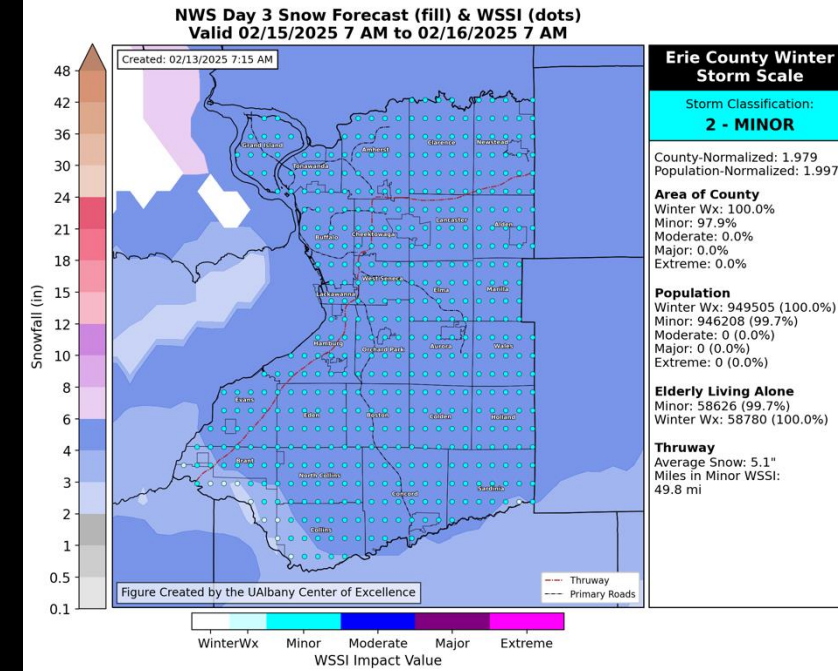 NWS Day 3 Snow Forecast (fill) & WSSI (dots)
Valid 02/15/2025 7 AM to 02/16/2025 7 AM
Created: 02/13/2025 7:15 AM
Snowfall (in)
48
42
36
30
24
21
18
15
12
10
8
6
4
3
2
1
0.5
0.1
Grand Island
Tonawanda
Amherst
Clarence
Newstead
Buffalo
Cheektowaga
Lancaster
Alden
West Seneca
Lackawanna
Elma
Marilla
Hamburg
Orchard Park
Aurora
Wales
Evans
Eden
Boston
Colden
Holland
Brant
North Collins
Concord
Sardinia
Collins
Figure Created by the UAlbany Center of Excellence
Thruway
Primary Roads
WinterWx
Minor
Moderate
Major
Extreme
WSSI Impact Value
Erie County Winter
Storm Scale
Storm Classification:
2 - MINOR
County-Normalized: 1.979
Population-Normalized: 1.997
Area of County
Winter Wx: 100.0%
Minor: 97.9%
Moderate: 0.0%
Major: 0.0%
Extreme: 0.0%
Population
Winter Wx: 949505 (100.0%)
Minor: 946208 (99.7%)
Moderate: 0 (0.0%)
Major: 0 (0.0%)
Extreme: 0 (0.0%)
Elderly Living Alone
Minor: 58626 (99.7%)
Winter Wx: 58780 (100.0%)
Thruway
Average Snow: 5.1"
Miles in Minor WSSI:
49.8 mi